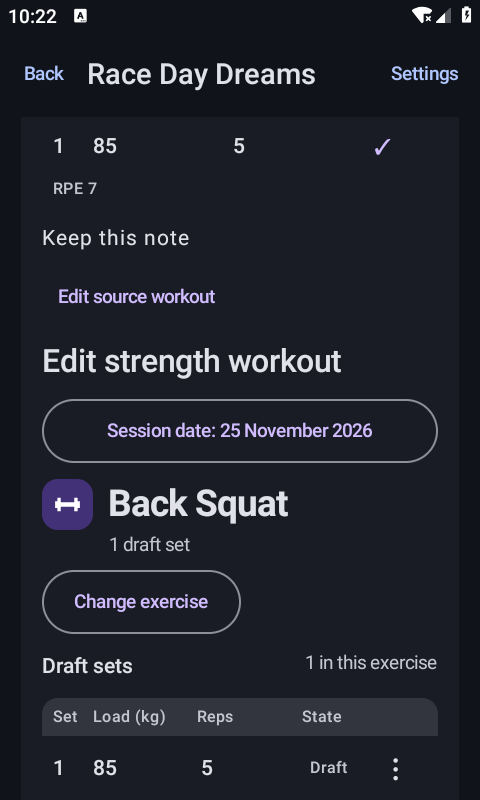 10:22 A
Back Race Day Dreams Settings
1 85 5 ✓
RPE 7
Keep this note
Edit source workout
Edit strength workout
Session date: 25 November 2026
Back Squat
1 draft set
Change exercise
Draft sets 1 in this exercise
Set Load (kg) Reps State
1 85 5 Draft